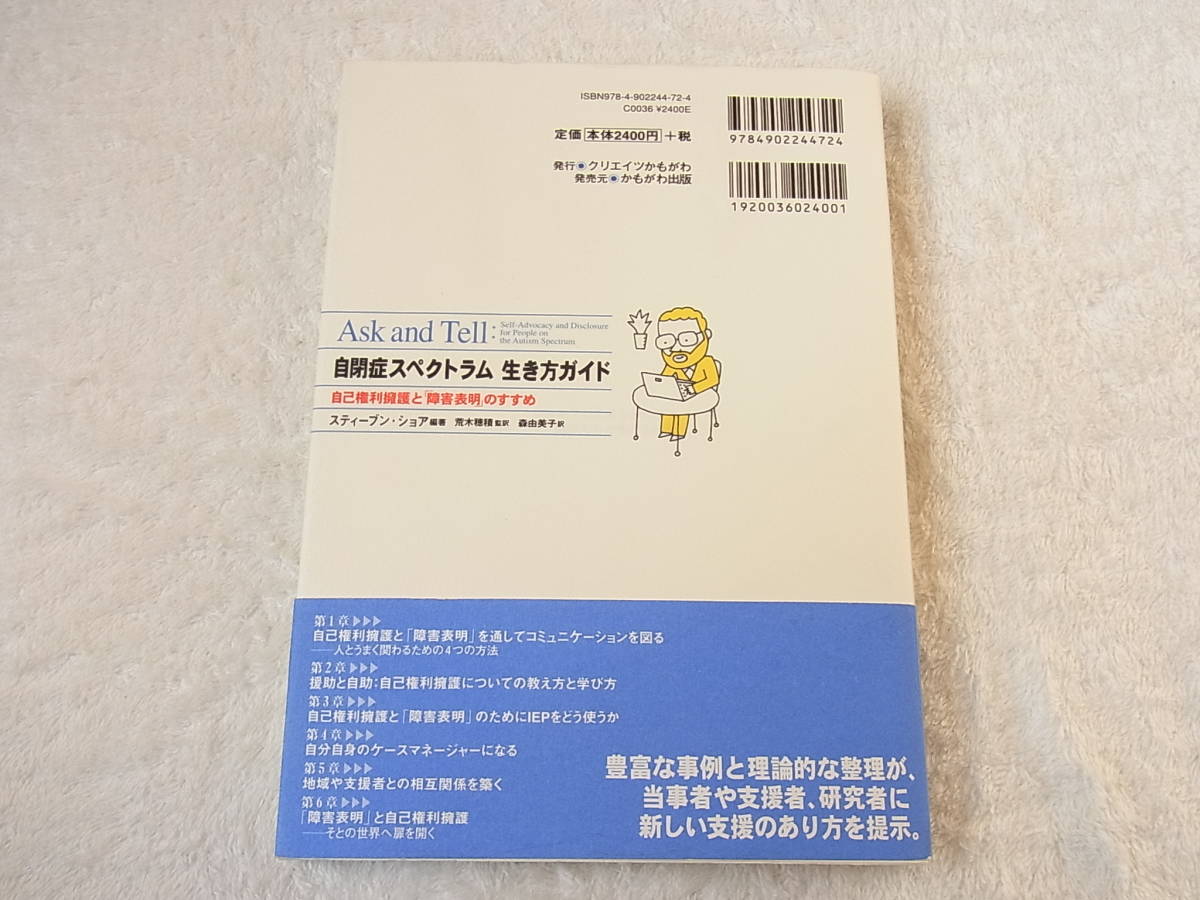 ISBN978-4-902244-72-4
C0036 ¥2400E
定価 本体2400円 +税
発行●クリエイツかもがわ
発売元●かもがわ出版
9784902244724
1920036024001
Ask and Tell:
Self-Advocacy and Disclosure
for People on
the Autism Spectrum
自閉症スペクトラム 生き方ガイド
自己権利擁護と「障害表明」のすすめ
スティーブン・ショア編著 荒木穂積監訳 森由美子訳
第1章▶▶▶
自己権利擁護と「障害表明」を通してコミュニケーションを図る
──人とうまく関わるための4つの方法
第2章▶▶▶
援助と自助:自己権利擁護についての教え方と学び方
第3章▶▶▶
自己権利擁護と「障害表明」のためにIEPをどう使うか
第4章▶▶▶
自分自身のケースマネージャーになる
第5章▶▶▶
地域や支援者との相互関係を築く
第6章▶▶▶
「障害表明」と自己権利擁護
──そとの世界へ扉を開く
豊富な事例と理論的な整理が、
当事者や支援者、研究者に
新しい支援のあり方を提示。